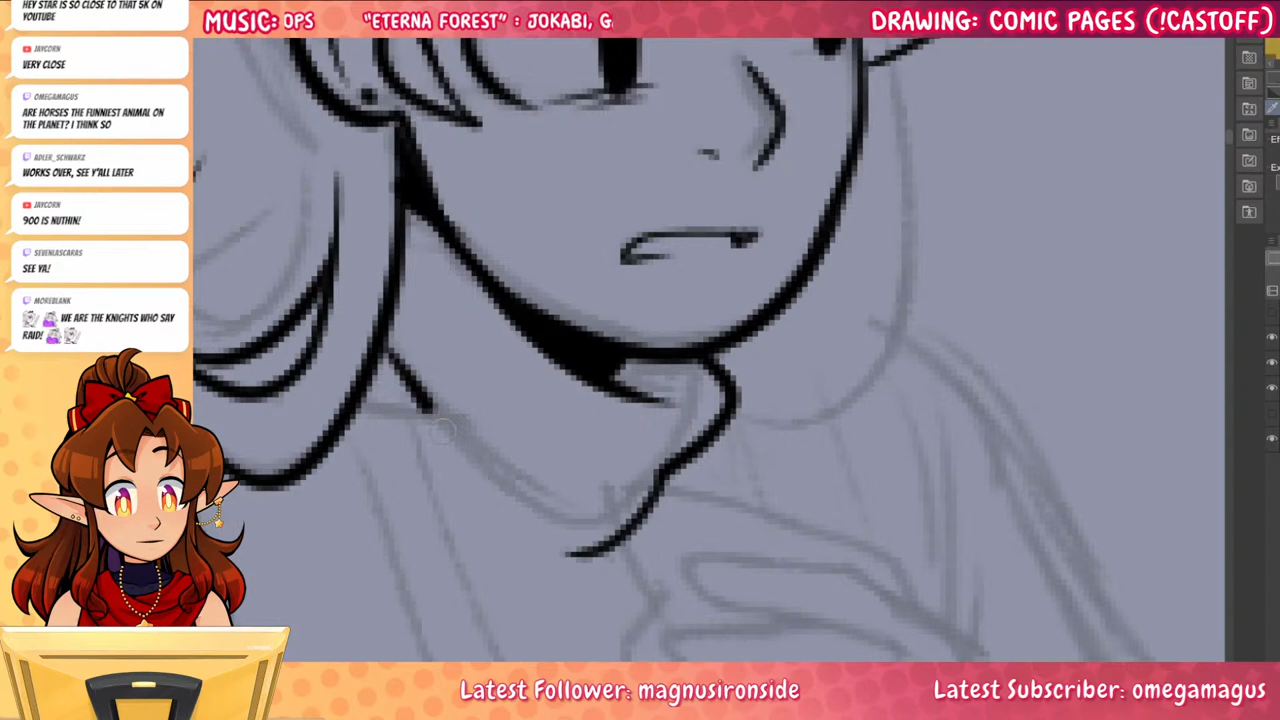 MUSIC: OPS "ETERNA FOREST" : JOKABI, G
DRAWING: COMIC PAGES (!CASTOFF)
HEY STAR IS SO CLOSE TO THAT 5K ON
YOUTUBE
JAYCORN
VERY CLOSE
OMEGAMAGUS
ARE HORSES THE FUNNIEST ANIMAL ON
THE PLANET? I THINK SO
ADLER_SCHWARZ
WORKS OVER, SEE Y'ALL LATER
JAYCORN
900 IS NUTHIN!
SEVENLASCARAS
SEE YA!
MOREBLANK
WE ARE THE KNIGHTS WHO SAY
RAID!
Latest Follower: magnusironside
Latest Subscriber: omegamagus